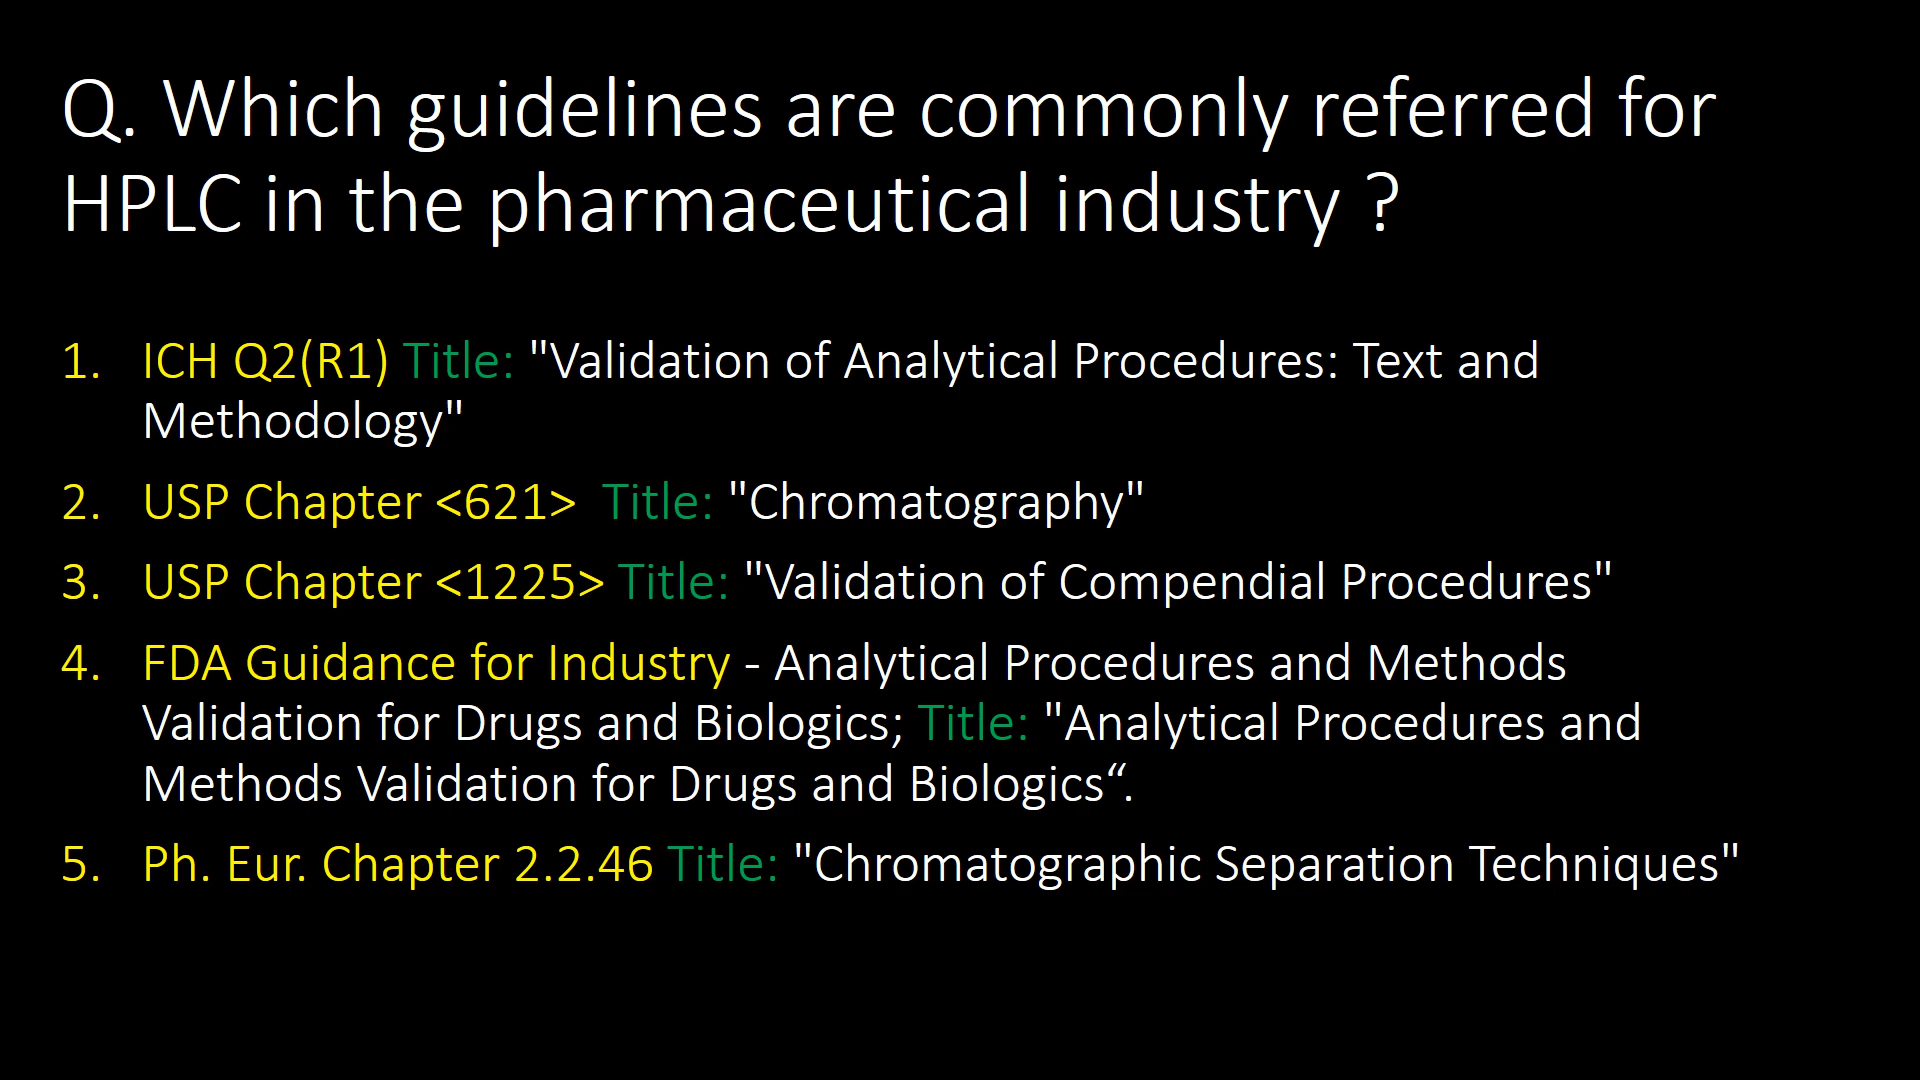 Q. Which guidelines are commonly referred for
HPLC in the pharmaceutical industry ?
1. ICH Q2(R1) Title: "Validation of Analytical Procedures: Text and
Methodology"
2. USP Chapter <621>  Title: "Chromatography"
3. USP Chapter <1225> Title: "Validation of Compendial Procedures"
4. FDA Guidance for Industry - Analytical Procedures and Methods
Validation for Drugs and Biologics; Title: "Analytical Procedures and
Methods Validation for Drugs and Biologics“.
5. Ph. Eur. Chapter 2.2.46 Title: "Chromatographic Separation Techniques"